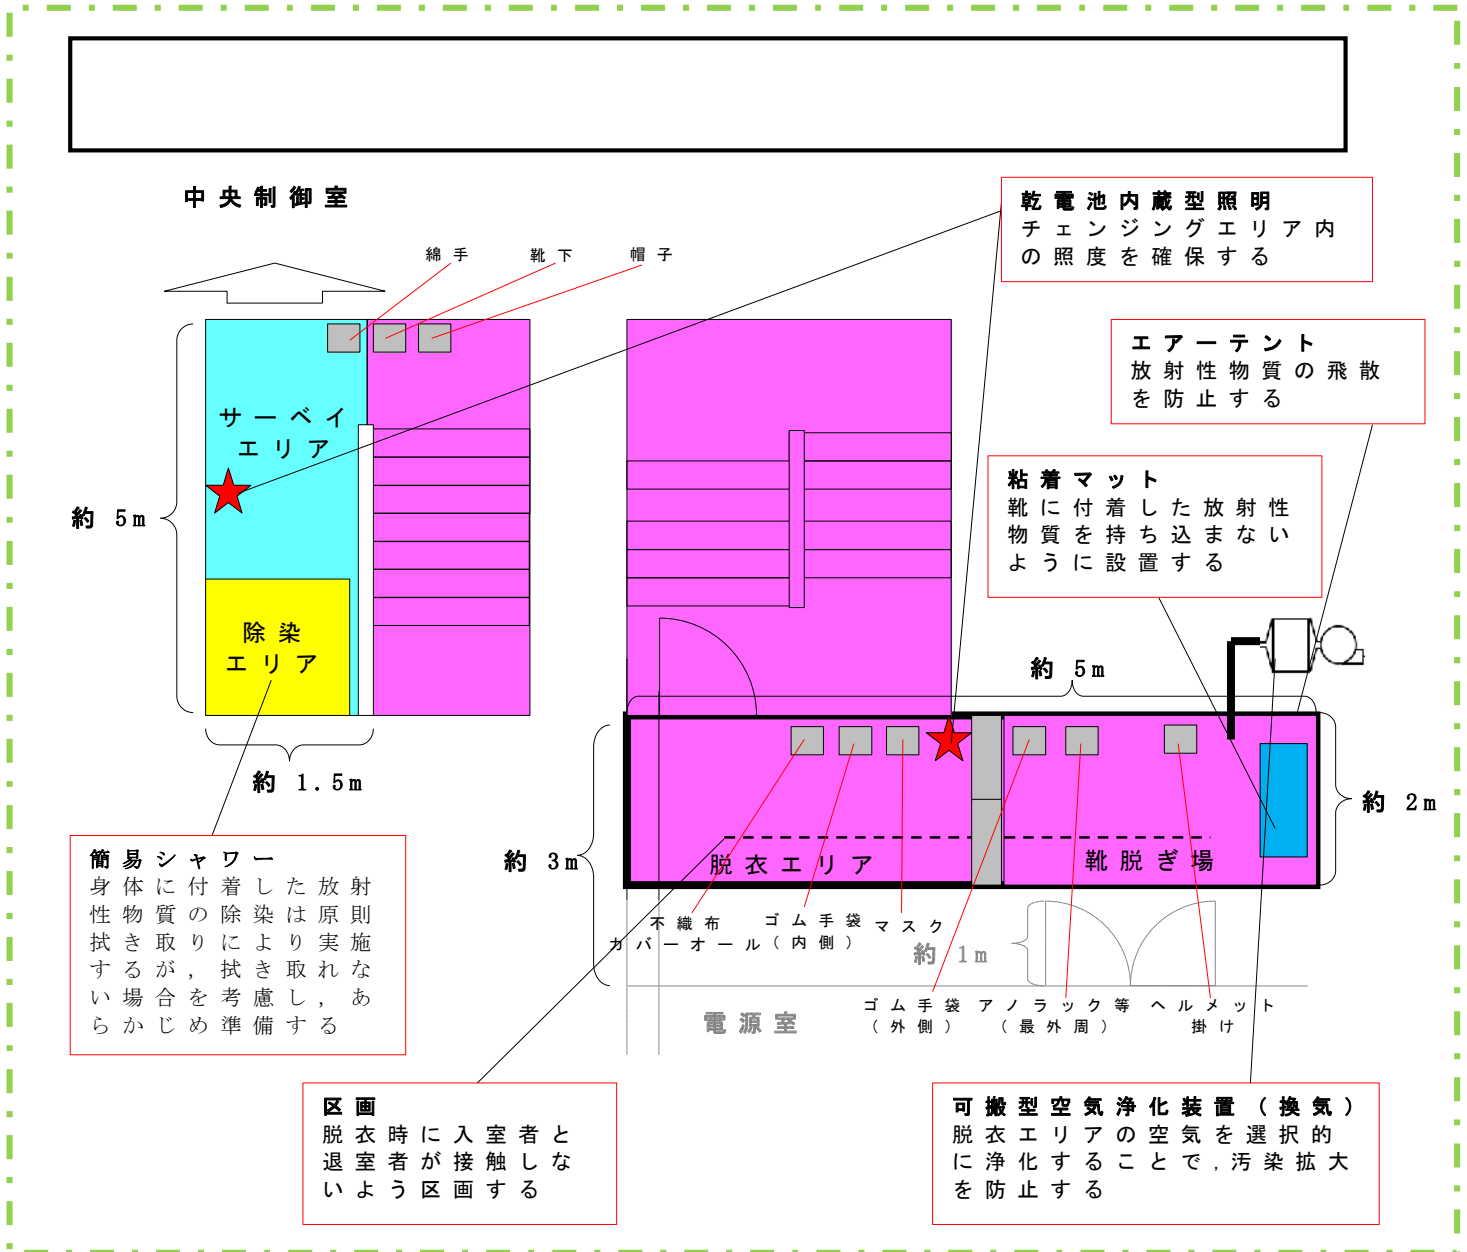 中央制御室
綿手
靴下
帽子
乾電池内蔵型照明
チェンジングエリア内
の照度を確保する
エアーテント
放射性物質の飛散
を防止する
サーベイ
エリア
粘着マット
靴に付着した放射性
物質を持ち込まない
ように設置する
約 5m
除染
エリア
約 5m
約 1.5m
約 2m
約 3m
脱衣エリア
靴脱ぎ場
簡易シャワー
身体に付着した放射
性物質の除染は原則
拭き取りにより実施
するが，拭き取れな
い場合を考慮し，あ
らかじめ準備する
不織布
カバーオール
ゴム手袋
（内側）
マスク
約 1m
電源室
ゴム手袋
（外側）
アノラック等
（最外周）
ヘルメット
掛け
区画
脱衣時に入室者と
退室者が接触しな
いよう区画する
可搬型空気浄化装置（換気）
脱衣エリアの空気を選択的
に浄化することで，汚染拡大
を防止する